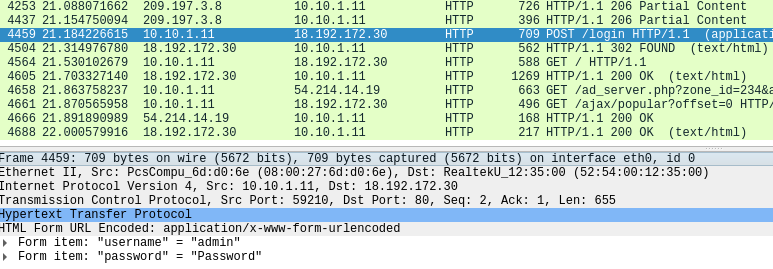 4253 21.088071662 209.197.3.8 10.10.1.11 HTTP 726 HTTP/1.1 206 Partial Content
4437 21.154750094 209.197.3.8 10.10.1.11 HTTP 396 HTTP/1.1 206 Partial Content
4459 21.184226615 10.10.1.11 18.192.172.30 HTTP 709 POST /login HTTP/1.1 (applicati
4504 21.314976780 18.192.172.30 10.10.1.11 HTTP 562 HTTP/1.1 302 FOUND (text/html)
4564 21.530102679 10.10.1.11 18.192.172.30 HTTP 588 GET / HTTP/1.1
4605 21.703327140 18.192.172.30 10.10.1.11 HTTP 1269 HTTP/1.1 200 OK (text/html)
4658 21.863758237 10.10.1.11 54.214.14.19 HTTP 663 GET /ad_server.php?zone_id=234&a
4661 21.870565958 10.10.1.11 18.192.172.30 HTTP 496 GET /ajax/popular?offset=0 HTTP/
4666 21.891890989 54.214.14.19 10.10.1.11 HTTP 168 HTTP/1.1 200 OK
4688 22.000579916 18.192.172.30 10.10.1.11 HTTP 217 HTTP/1.1 200 OK (text/html)
Frame 4459: 709 bytes on wire (5672 bits), 709 bytes captured (5672 bits) on interface eth0, id 0
Ethernet II, Src: PcsCompu_6d:d0:6e (08:00:27:6d:d0:6e), Dst: RealtekU_12:35:00 (52:54:00:12:35:00)
Internet Protocol Version 4, Src: 10.10.1.11, Dst: 18.192.172.30
Transmission Control Protocol, Src Port: 59210, Dst Port: 80, Seq: 2, Ack: 1, Len: 655
Hypertext Transfer Protocol
HTML Form URL Encoded: application/x-www-form-urlencoded
Form item: "username" = "admin"
Form item: "password" = "Password"